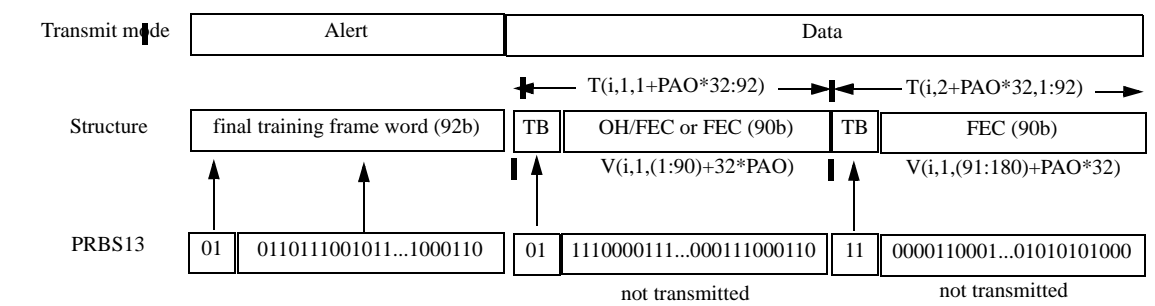 Transmit mode Alert Data
T(i,1,1+PAO*32:92) T(i,2+PAO*32,1:92)
Structure final training frame word (92b) TB OH/FEC or FEC (90b) TB FEC (90b)
V(i,1,(1:90)+32*PAO) V(i,1,(91:180)+PAO*32)
PRBS13 01 0110111001011...1000110 01 1110000111...000111000110 11 0000110001...01010101000
not transmitted not transmitted